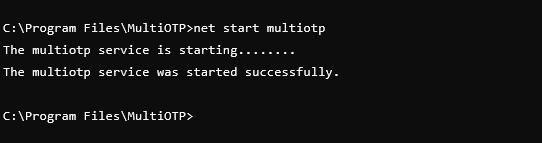 C:\Program Files\MultiOTP>net start multiotp
The multiotp service is starting........
The multiotp service was started successfully.
C:\Program Files\MultiOTP>